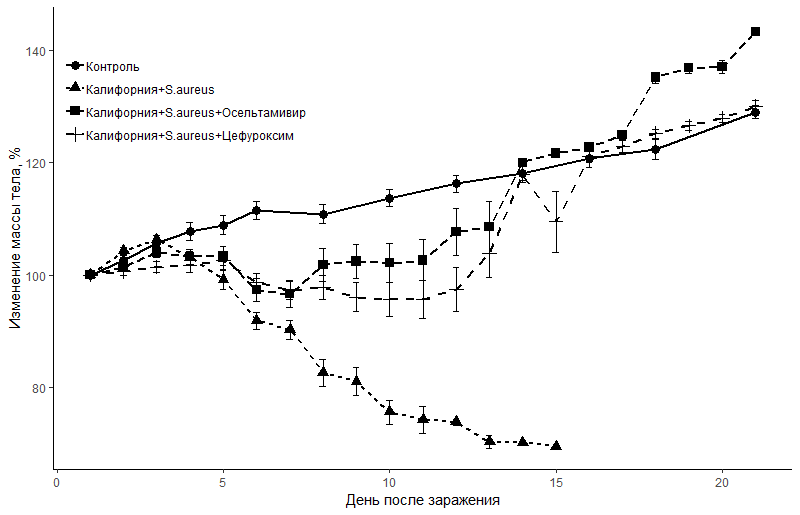 Изменение массы тела, %
140
120
100
80
Контроль
Калифорния+S.aureus
Калифорния+S.aureus+Осельтамивир
Калифорния+S.aureus+Цефуроксим
0
5
10
15
20
День после заражения